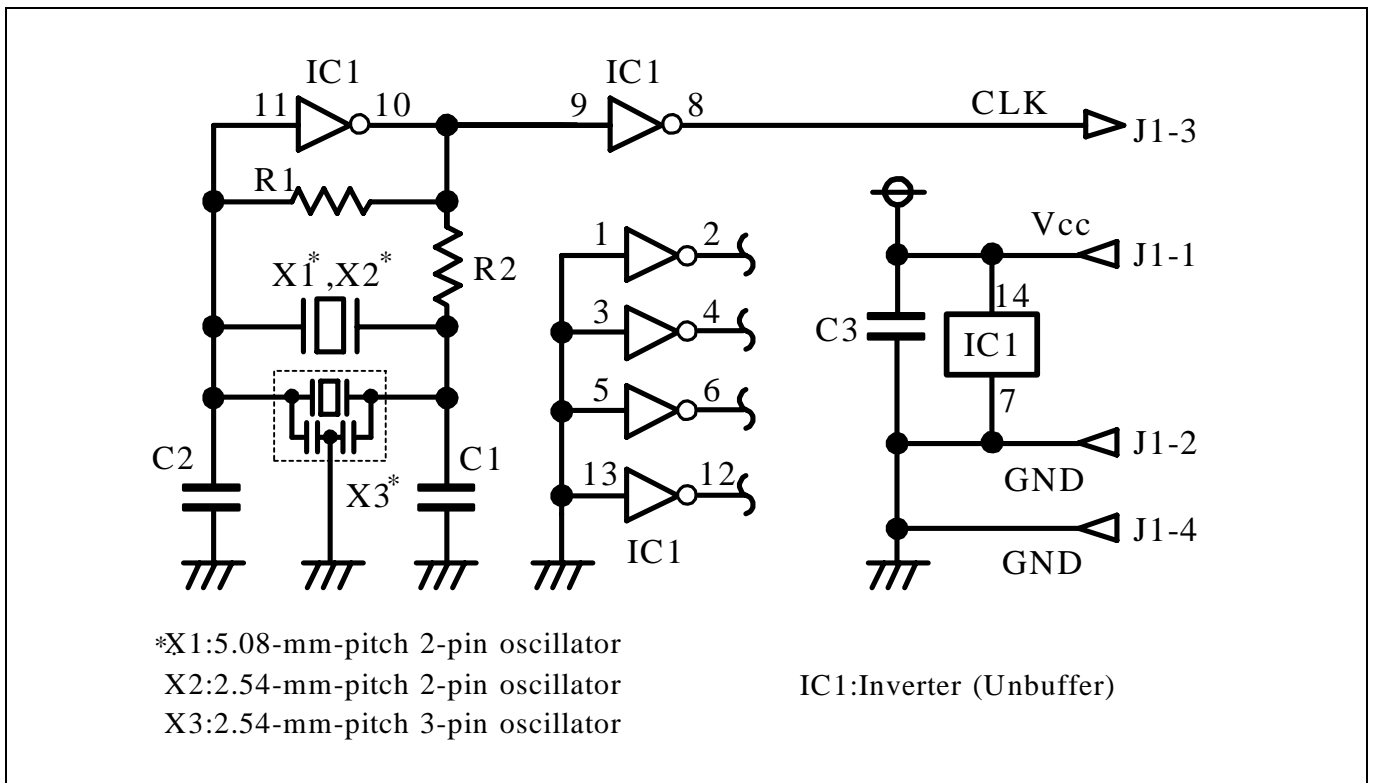 IC1
IC1
11
10
9
8
CLK
J1-3
R1
1
2
Vcc
J1-1
X1*,X2*
R2
3
4
C3
14
IC1
5
6
7
C2
C1
J1-2
X3*
13
12
GND
IC1
J1-4
GND
*X1:5.08-mm-pitch 2-pin oscillator
X2:2.54-mm-pitch 2-pin oscillator
IC1:Inverter (Unbuffer)
X3:2.54-mm-pitch 3-pin oscillator